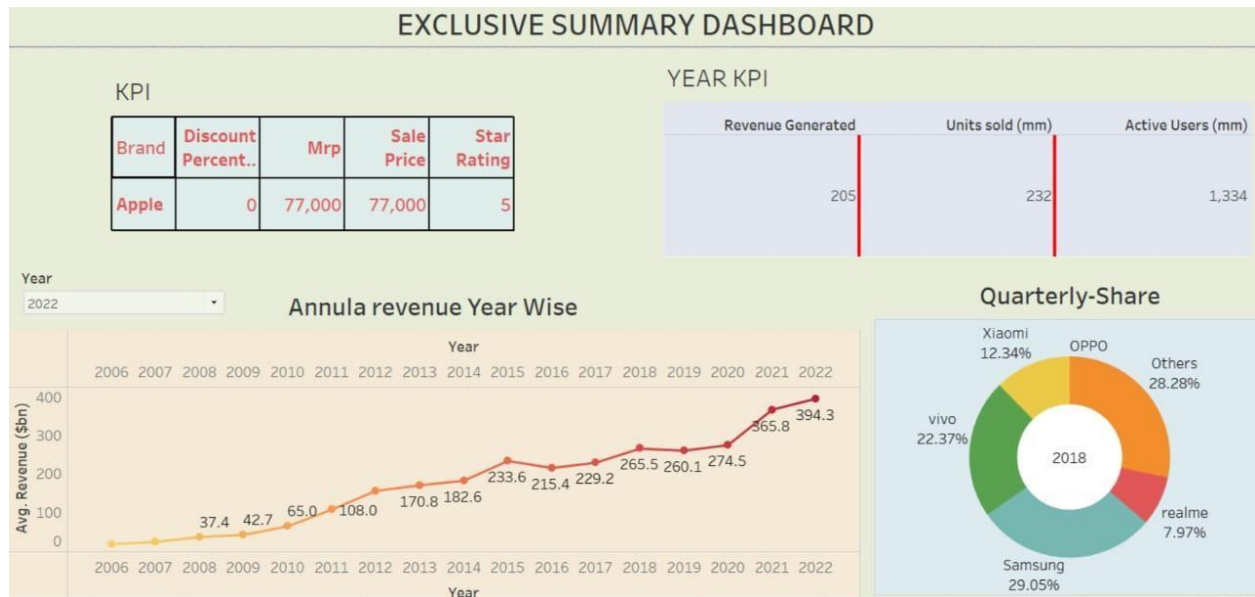 EXCLUSIVE SUMMARY DASHBOARD
KPI
Brand Discount Percent.. Mrp Sale Price Star Rating
Apple 0 77,000 77,000 5
YEAR KPI
Revenue Generated Units sold (mm) Active Users (mm)
205 232 1,334
Year
2022
Annula revenue Year Wise
Year
2006 2007 2008 2009 2010 2011 2012 2013 2014 2015 2016 2017 2018 2019 2020 2021 2022
Avg. Revenue ($bn)
400
300
200
100
0
37.4 42.7 65.0 108.0 170.8 182.6 233.6 215.4 229.2 265.5 260.1 274.5 365.8 394.3
2006 2007 2008 2009 2010 2011 2012 2013 2014 2015 2016 2017 2018 2019 2020 2021 2022
Year
Quarterly-Share
Xiaomi
12.34%
OPPO
Others
28.28%
vivo
22.37%
2018
realme
7.97%
Samsung
29.05%